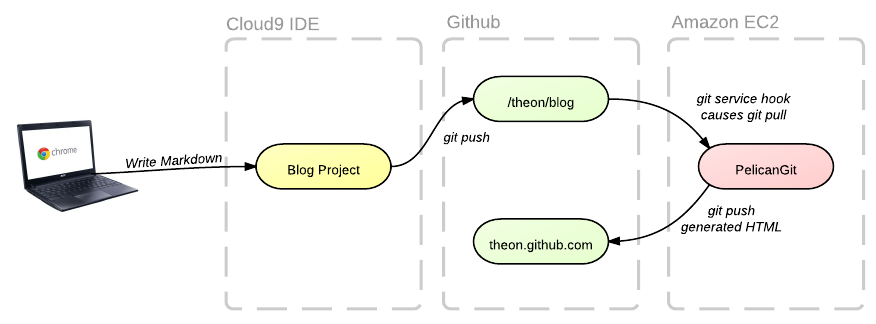 Cloud9 IDE
Github
Amazon EC2
/theon/blog
git service hook
causes git pull
git push
chrome
Write Markdown
Blog Project
PelicanGit
git push
generated HTML
theon.github.com